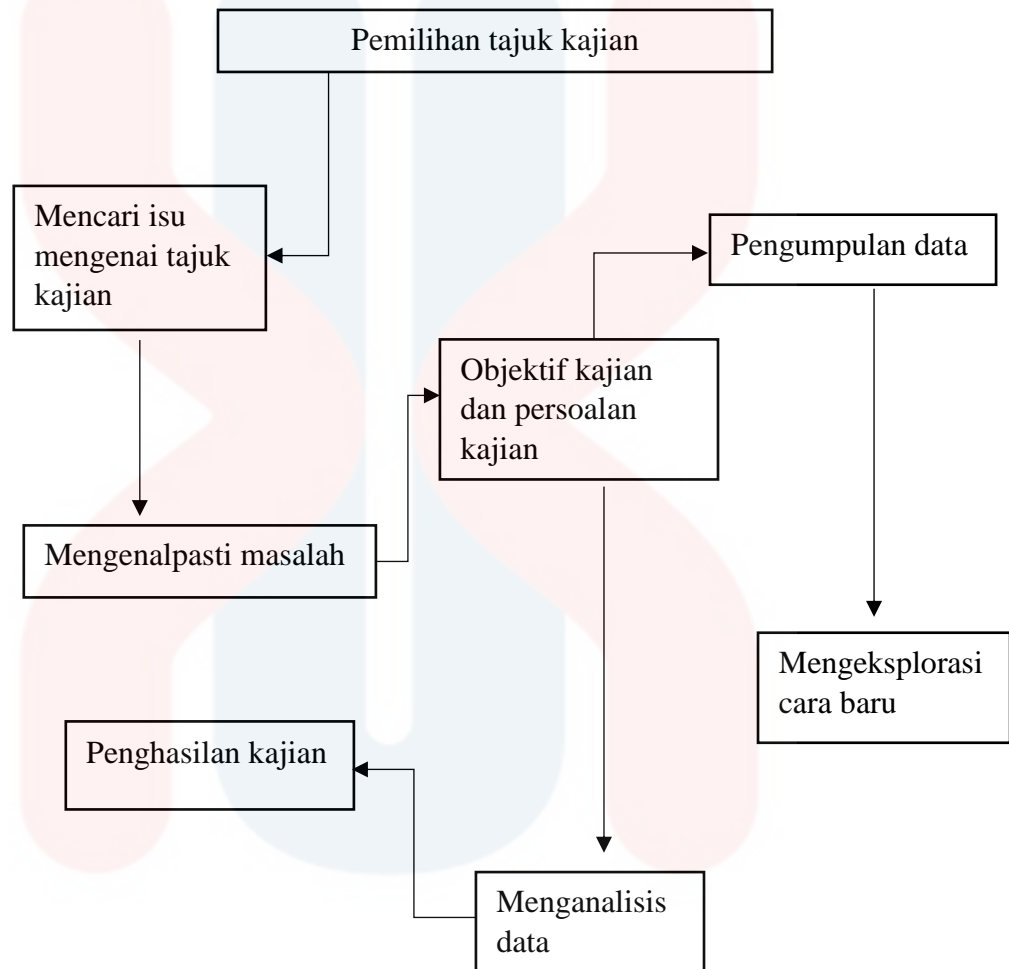 Pemilihan tajuk kajian
Mencari isu
mengenai tajuk
kajian
Pengumpulan data
Objektif kajian
dan persoalan
kajian
Mengenalpasti masalah
Mengeksplorasi
cara baru
Penghasilan kajian
Menganalisis
data